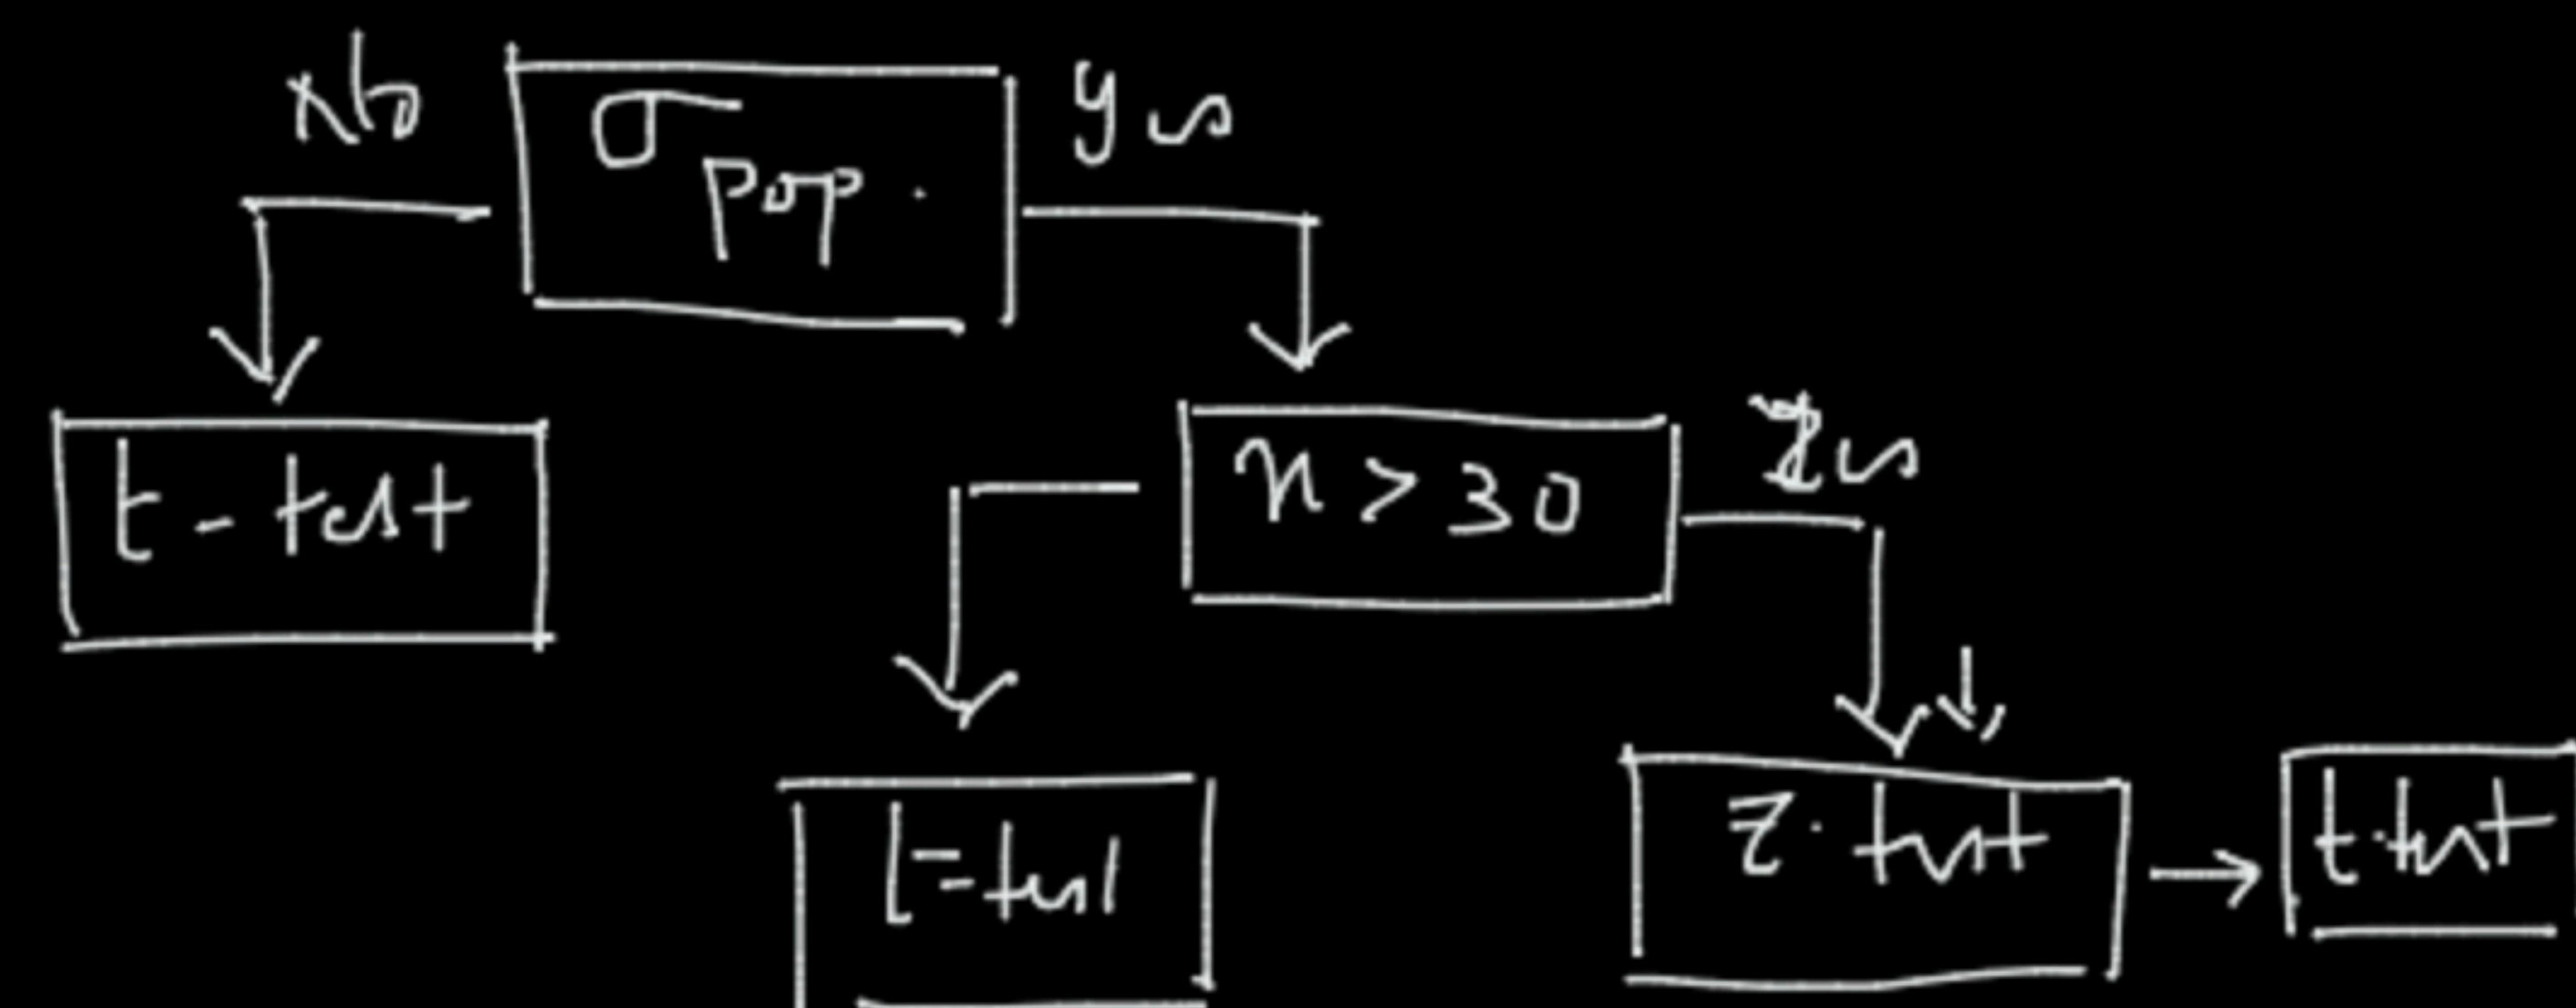 No
σ pop.
yes
t-test
n > 30
yes
t-test
z-test
t-test